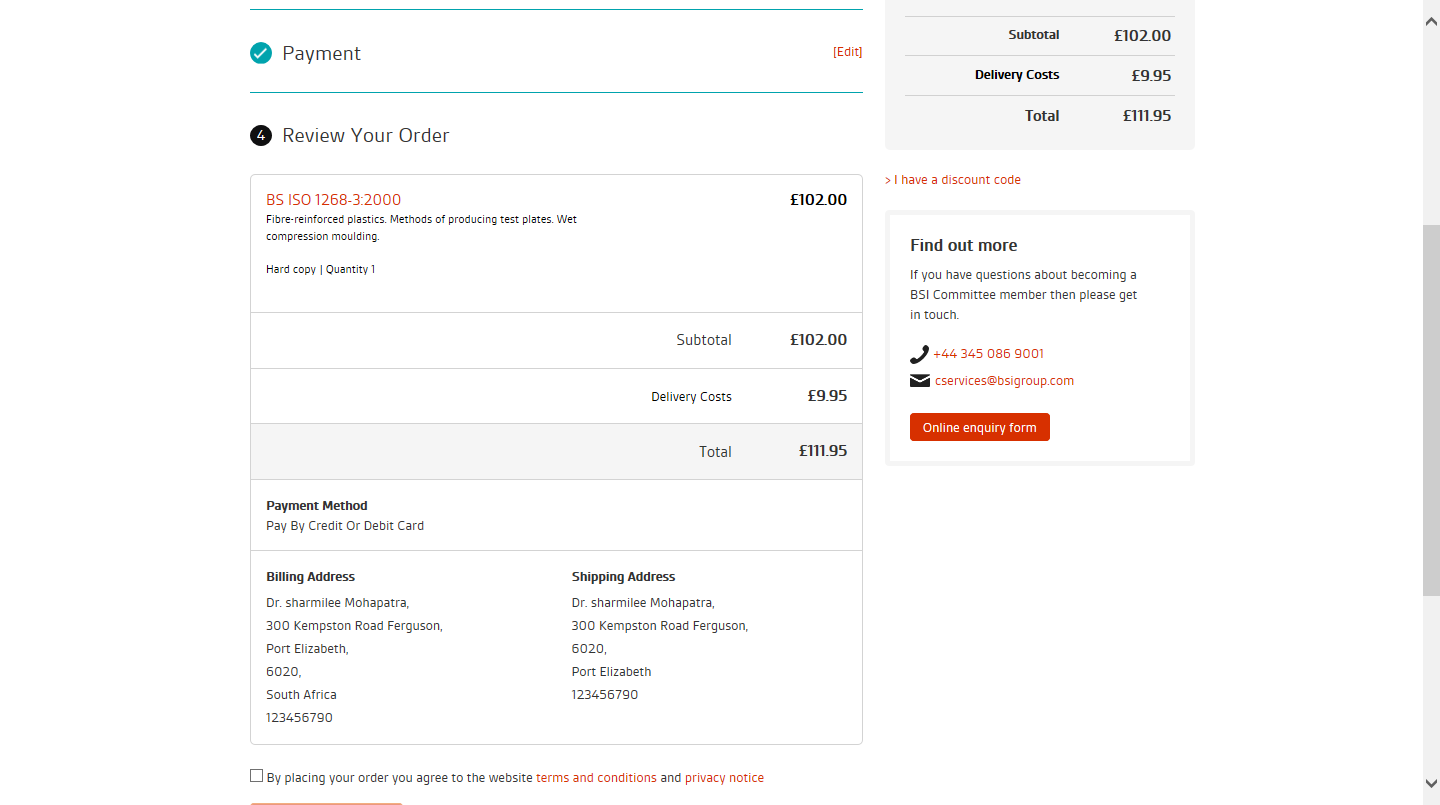 Payment
[Edit]
4 Review Your Order
BS ISO 1268-3:2000 £102.00
Fibre-reinforced plastics. Methods of producing test plates. Wet
compression moulding.
Hard copy | Quantity 1
Subtotal £102.00
Delivery Costs £9.95
Total £111.95
Payment Method
Pay By Credit Or Debit Card
Billing Address
Dr. sharmilee Mohapatra,
300 Kempston Road Ferguson,
Port Elizabeth,
6020,
South Africa
123456790
Shipping Address
Dr. sharmilee Mohapatra,
300 Kempston Road Ferguson,
6020,
Port Elizabeth
123456790
By placing your order you agree to the website terms and conditions and privacy notice
Subtotal £102.00
Delivery Costs £9.95
Total £111.95
> I have a discount code
Find out more
If you have questions about becoming a
BSI Committee member then please get
in touch.
+44 345 086 9001
cservices@bsigroup.com
Online enquiry form